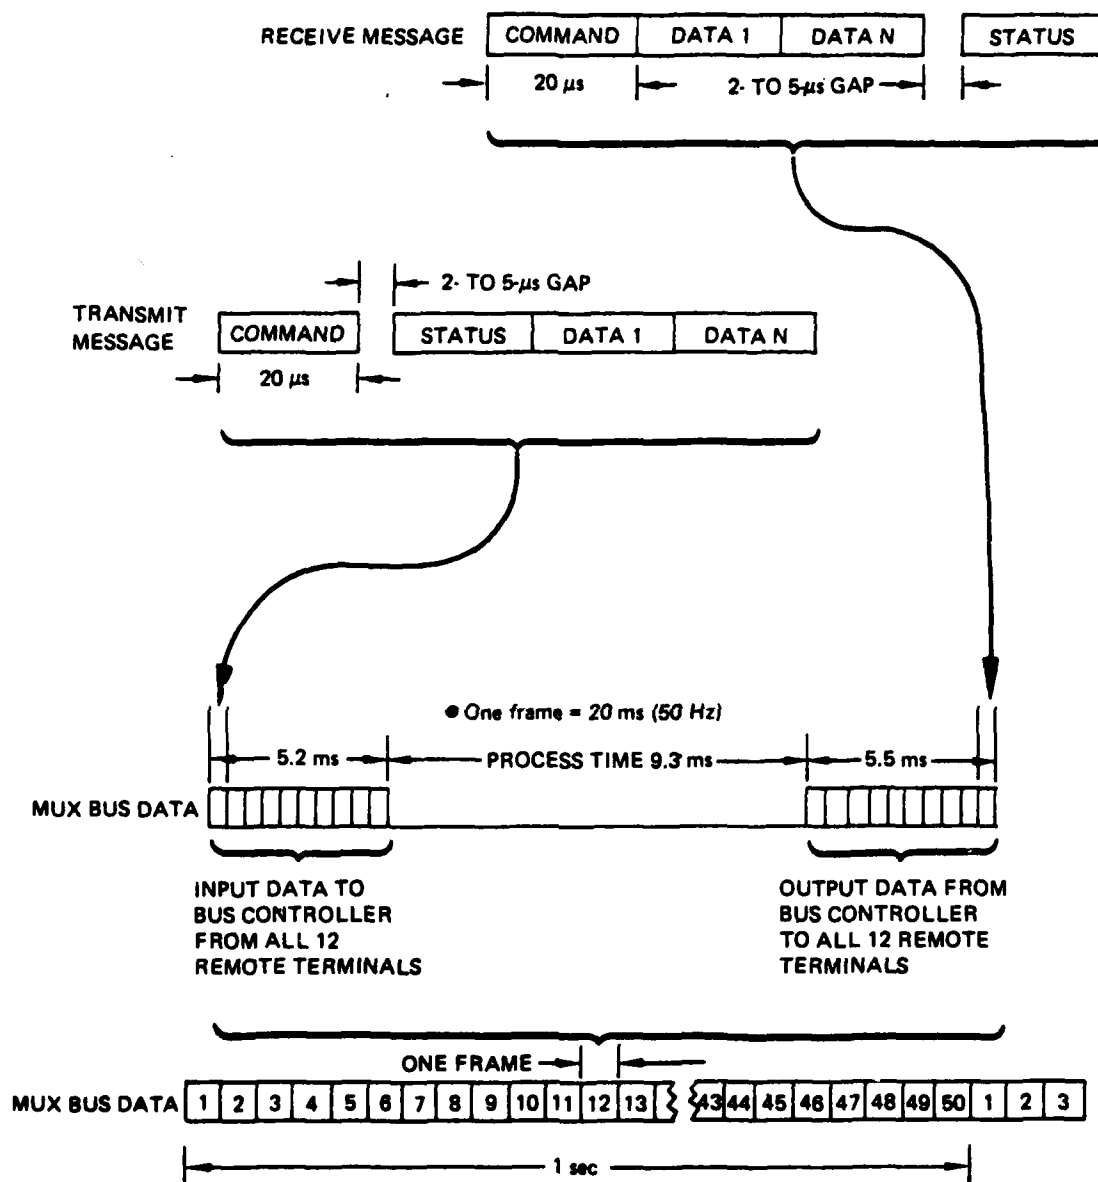 RECEIVE MESSAGE COMMAND DATA 1 DATA N STATUS
20 μs 2- TO 5-μs GAP
2- TO 5-μs GAP
TRANSMIT
MESSAGE
COMMAND STATUS DATA 1 DATA N
20 μs
● One frame = 20 ms (50 Hz)
5.2 ms PROCESS TIME 9.3 ms 5.5 ms
MUX BUS DATA
INPUT DATA TO
BUS CONTROLLER
FROM ALL 12
REMOTE TERMINALS
OUTPUT DATA FROM
BUS CONTROLLER
TO ALL 12 REMOTE
TERMINALS
ONE FRAME
MUX BUS DATA 1 2 3 4 5 6 7 8 9 10 11 12 13 43 44 45 46 47 48 49 50 1 2 3
1 sec